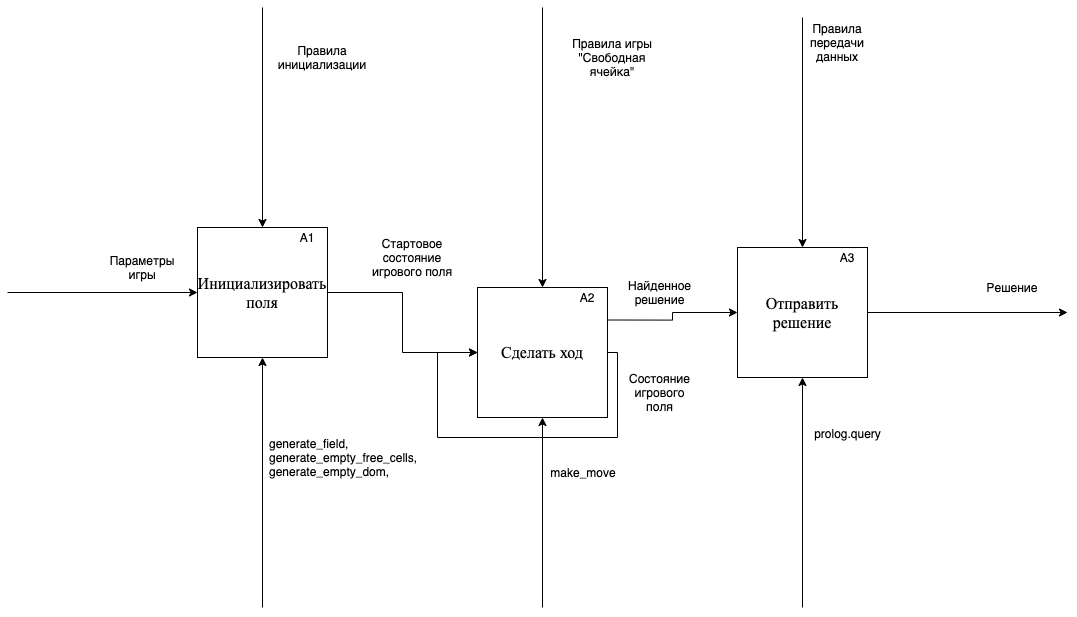 Правила
инициализации
Правила игры
"Свободная
ячейка"
Правила
передачи
данных
Параметры
игры
A1
Инициализировать
поля
Стартовое
состояние
игрового поля
A2
Сделать ход
Найденное
решение
Состояние
игрового
поля
A3
Отправить
решение
Решение
generate_field,
generate_empty_free_cells,
generate_empty_dom,
make_move
prolog.query